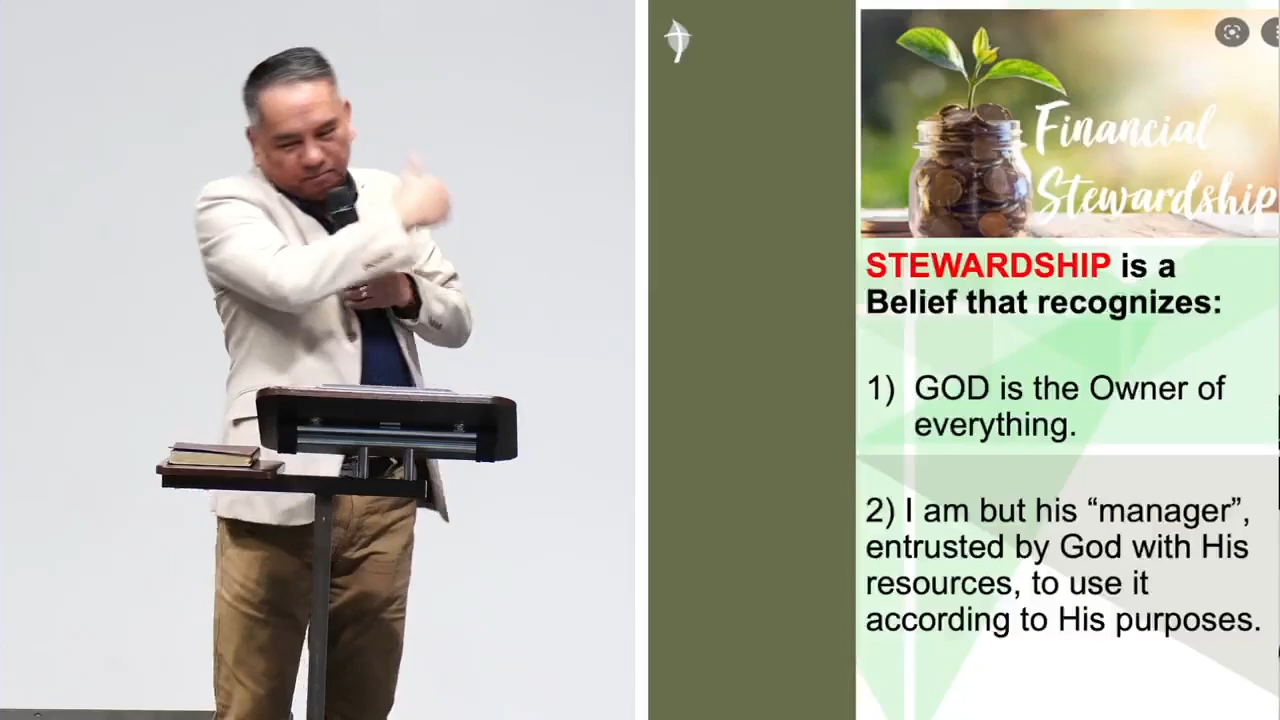 Financial
Stewardship
STEWARDSHIP is a
Belief that recognizes:
1) GOD is the Owner of
everything.
2) I am but his “manager”,
entrusted by God with His
resources, to use it
according to His purposes.